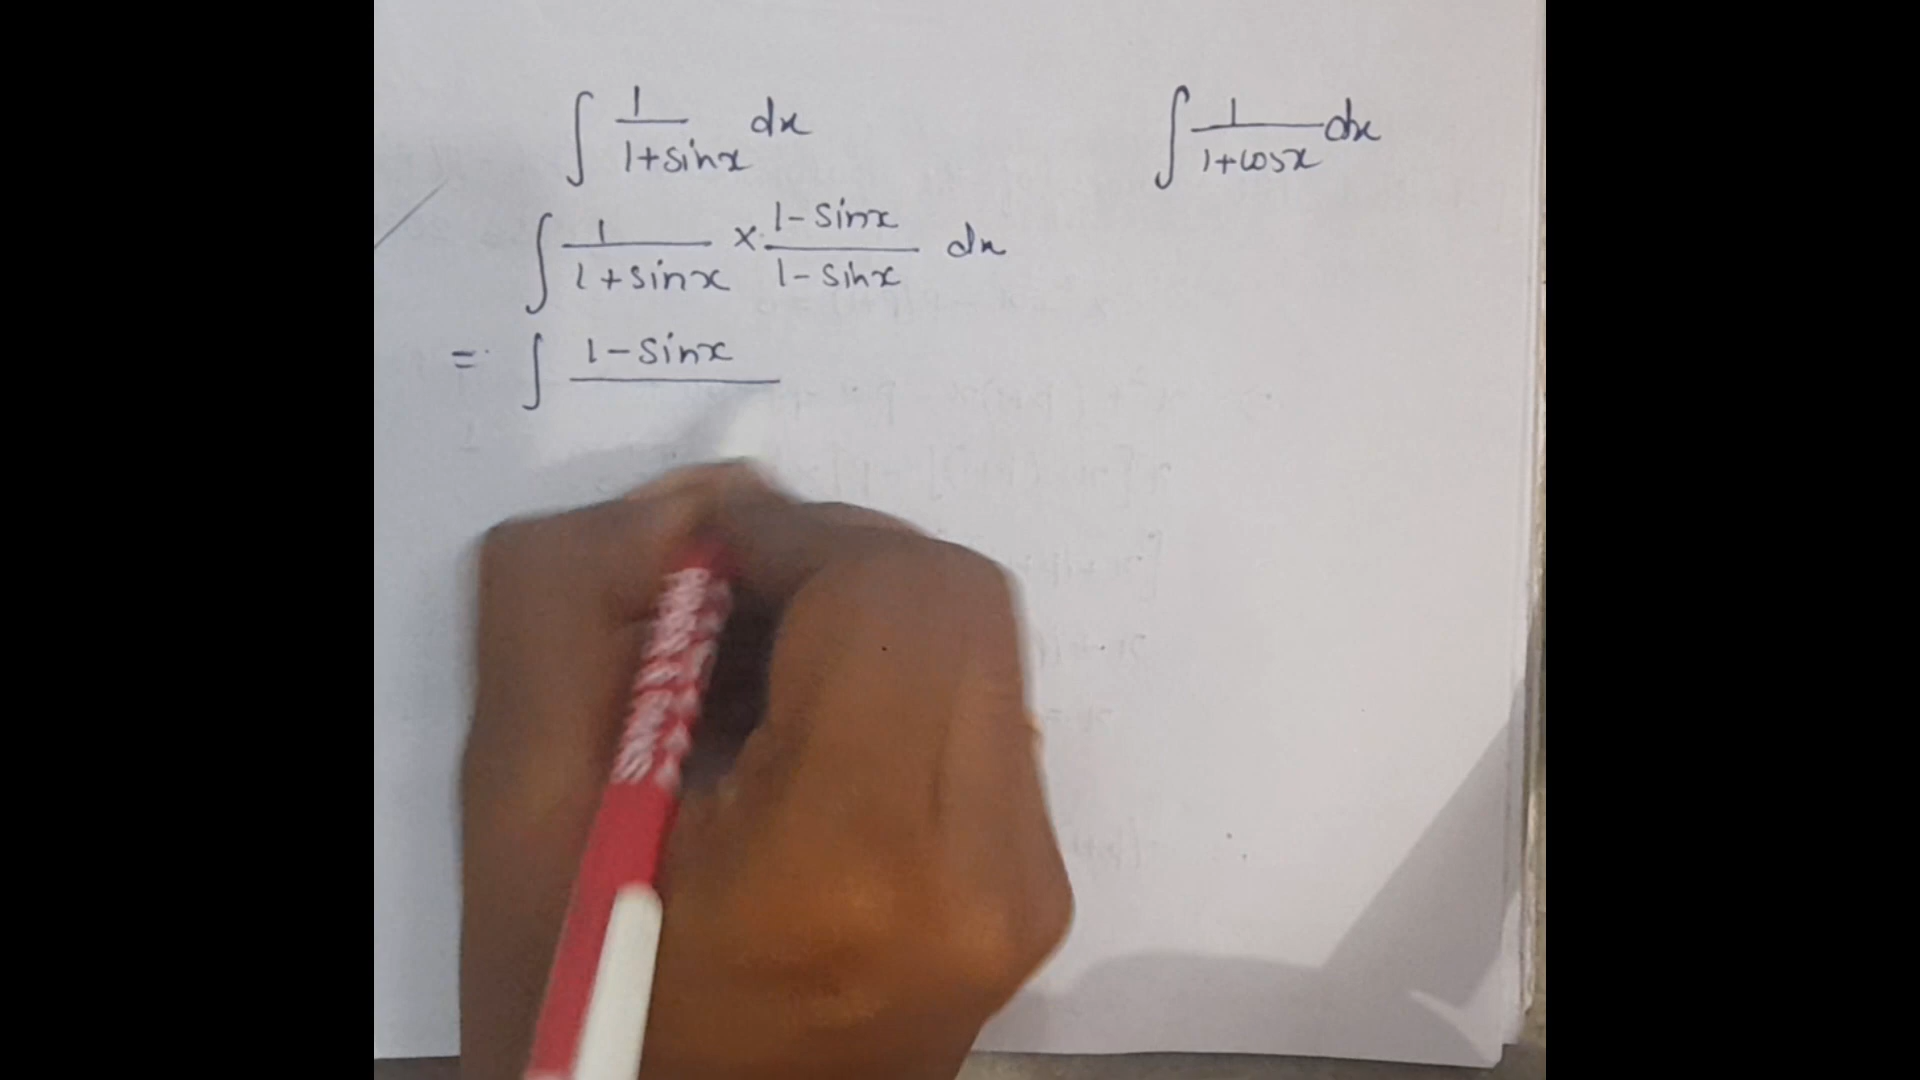 ∫ 1/(1+sinx) dx
∫ 1/(1+cosx) dx
∫ 1/(1+sinx) × (1-sinx)/(1-sinx) dx
= ∫ 1-sinx